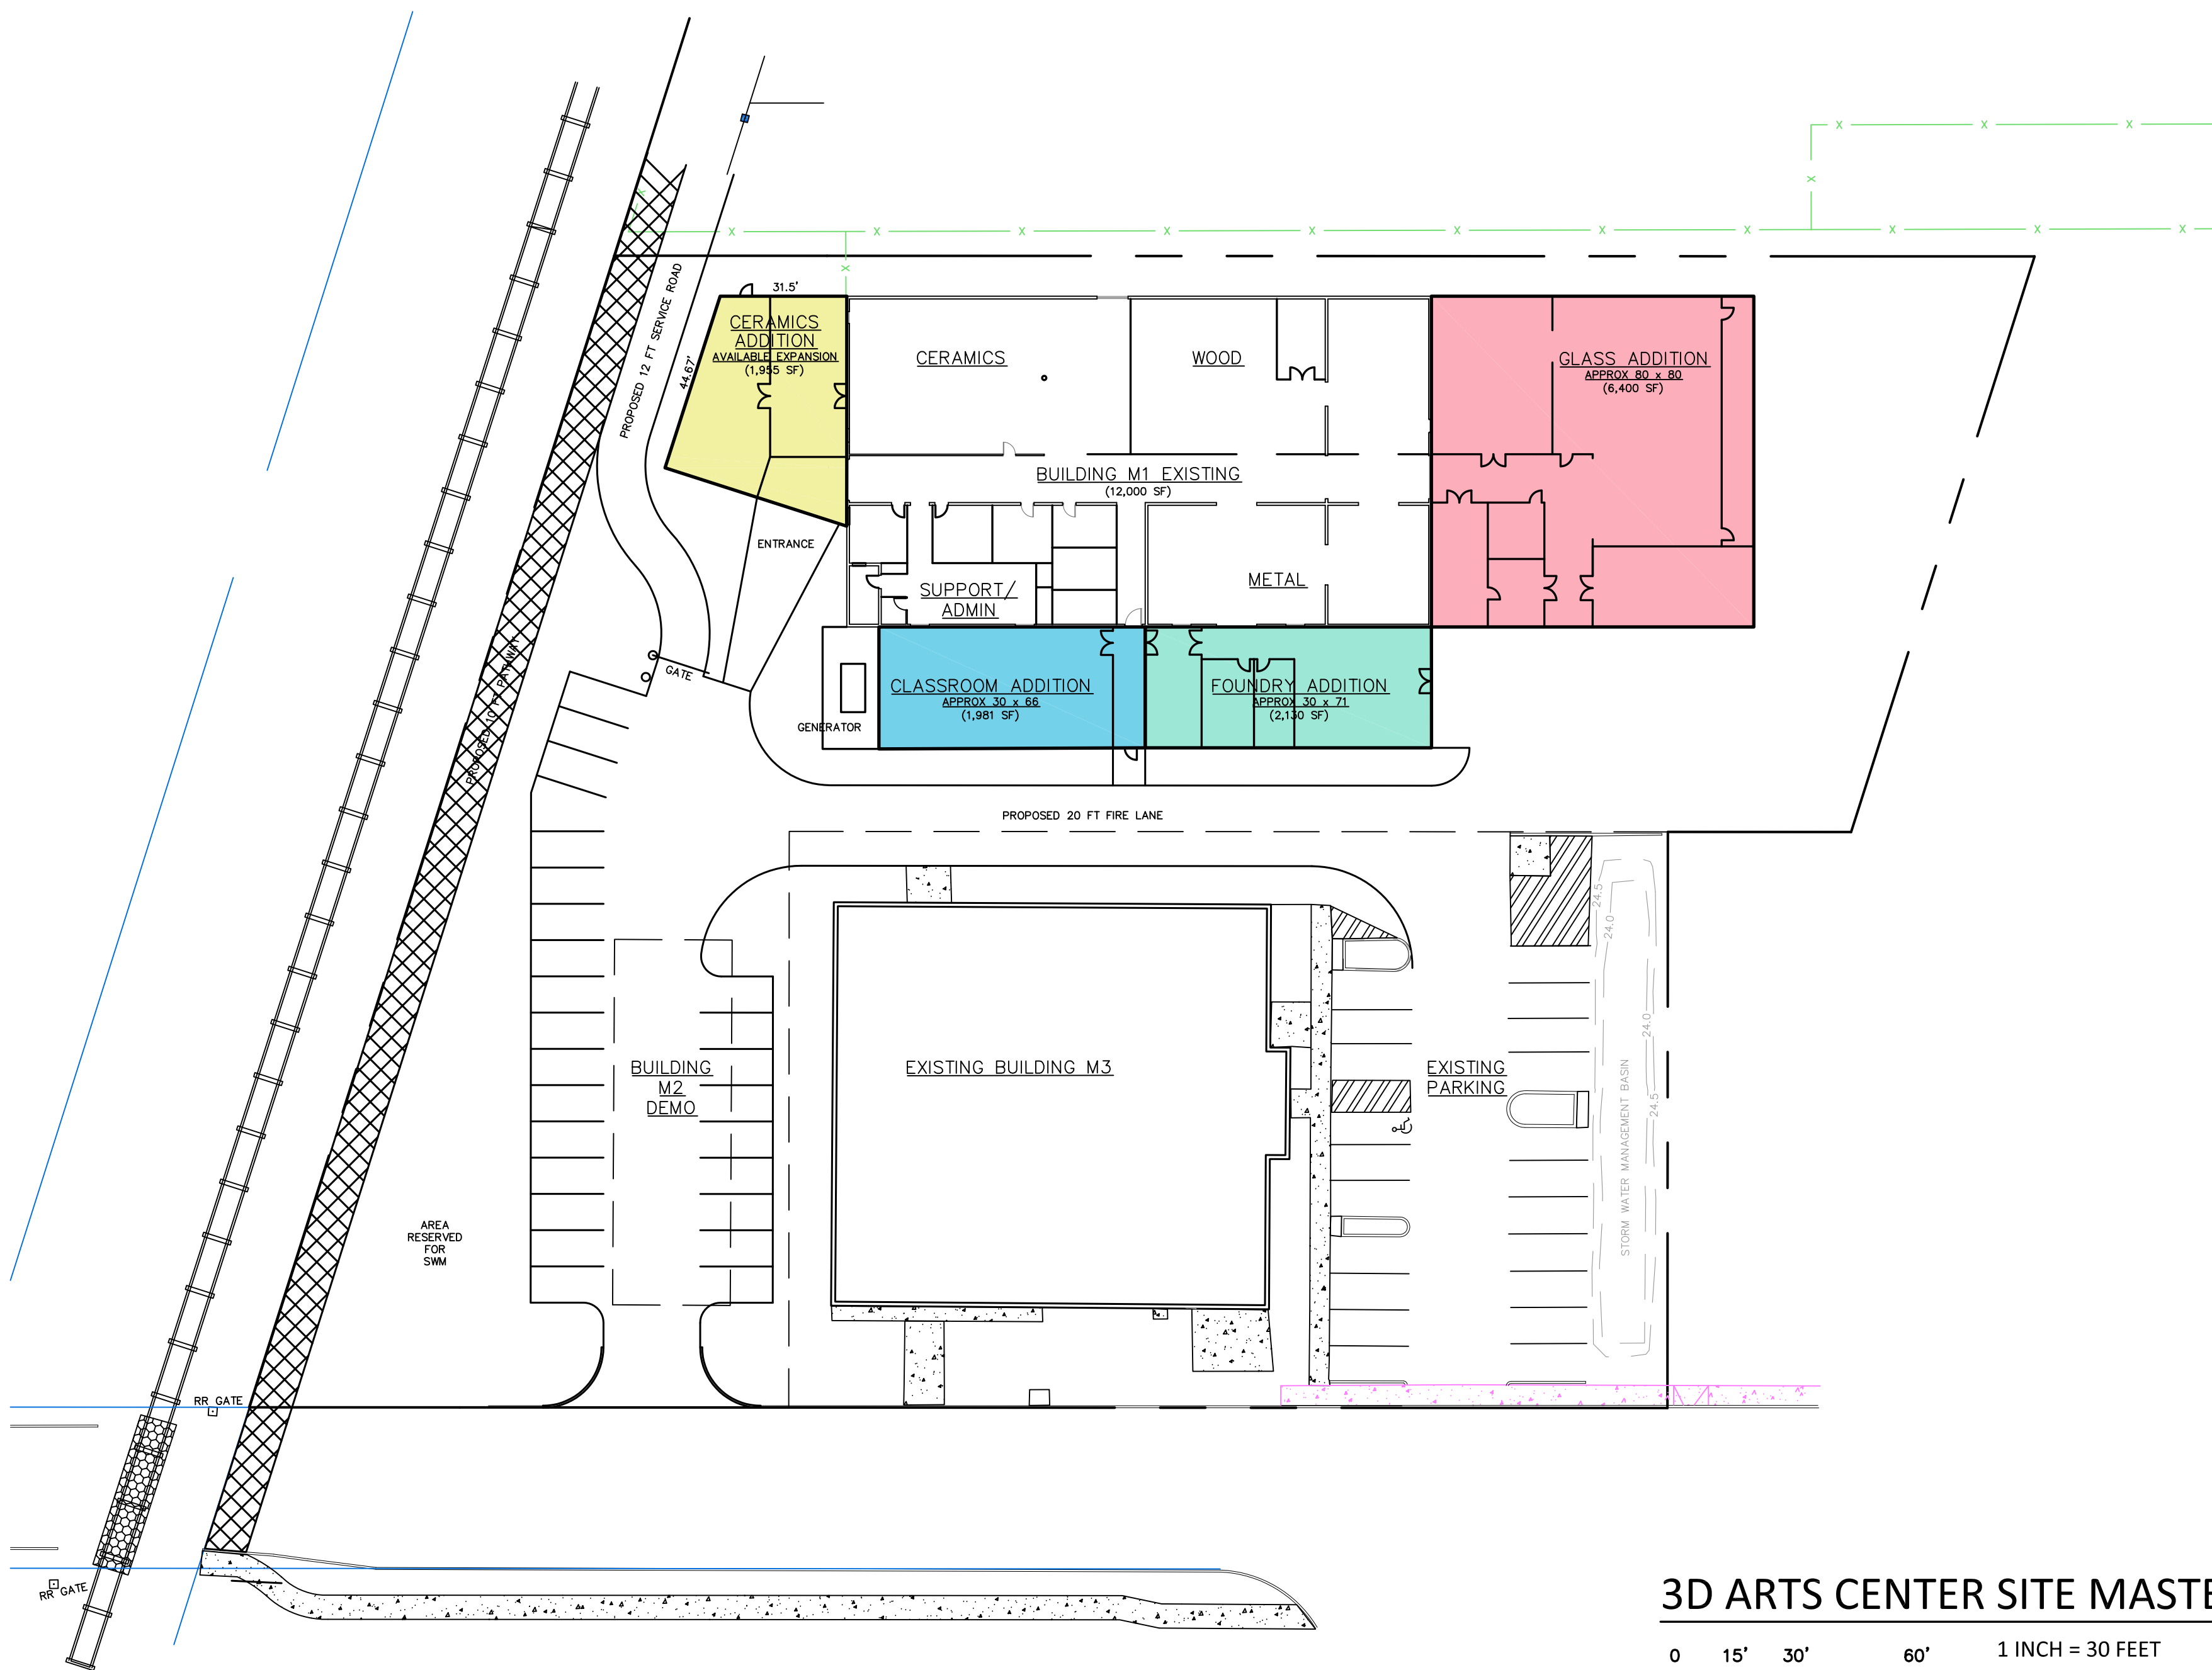 31.5'
PROPOSED 12 FT SERVICE ROAD
44.67'
CERAMICS
ADDITION
AVAILABLE EXPANSION
(1,955 SF)
CERAMICS
WOOD
GLASS ADDITION
APPROX 80 x 80
(6,400 SF)
BUILDING M1 EXISTING
(12,000 SF)
ENTRANCE
SUPPORT/
ADMIN
METAL
GATE
PROPOSED 10 FT PATHWAY
GENERATOR
CLASSROOM ADDITION
APPROX 30 x 66
(1,981 SF)
FOUNDRY ADDITION
APPROX 30 x 71
(2,130 SF)
PROPOSED 20 FT FIRE LANE
24.5
24.0
24.0
24.5
STORM WATER MANAGEMENT BASIN
BUILDING
M2
DEMO
EXISTING BUILDING M3
EXISTING
PARKING
AREA
RESERVED
FOR
SWM
RR GATE
RR GATE
3D ARTS CENTER SITE MASTE
0 15' 30' 60' 1 INCH = 30 FEET